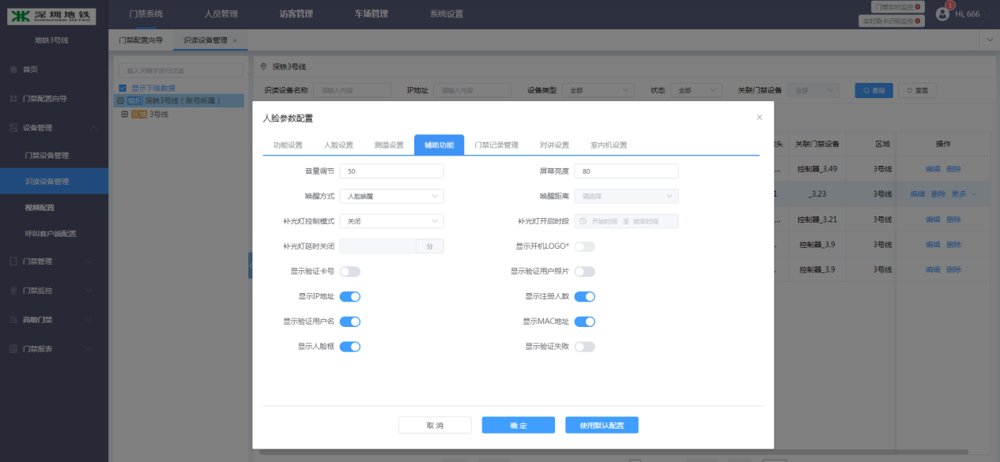 深圳地铁
SHENZHEN METRO
门禁系统 人员管理 访客管理 车场管理 系统设置
门禁实时监控
实时刷卡识别监控
1
Hi, 666
地铁3号线
门禁配置向导 识读设备管理 ×
首页
门禁配置向导
设备管理
门禁设备管理
识读设备管理
视频配置
呼叫客户端配置
门禁管理
门禁监控
高级门禁
门禁报表
输入关键字进行过滤
显示下级数据
组织 深铁3号线（账号所属）
区域 3号线
深铁3号线
识读设备名称 请输入内容 IP地址 请输入内容 设备类型 全部 状态 全部 关联门禁设备 全部 查询 重置
头 关联门禁设备 区域 操作
... 控制器_3.49 3号线 编辑 删除
1 _3.23 3号线 编辑 删除 更多
... 控制器_3.21 3号线 编辑 删除
. 控制器_3.9 3号线 编辑 删除
. 控制器_3.9 3号线 编辑 删除
人脸参数配置 ×
功能设置 人脸设置 测温设置 辅助功能 门禁记录管理 对讲设置 室内机设置
音量调节 50 屏幕亮度 80
唤醒方式 人脸唤醒 唤醒距离 请选择
补光灯控制模式 关闭 补光灯开启时段 开始时间 至 结束时间
补光灯延时关闭 分 显示开机LOGO*
显示验证卡号 显示验证用户照片
显示IP地址 显示注册人数
显示验证用户名 显示MAC地址
显示人脸框 显示验证失败
取 消 确 定 使用默认配置